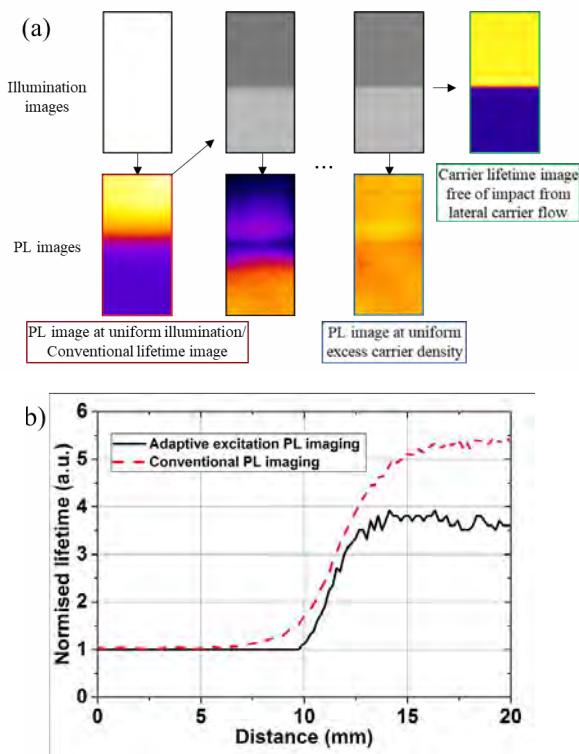 (a)
Illumination
images
...
Carrier lifetime image
free of impact from
lateral carrier flow
PL images
PL image at uniform illumination/
Conventional lifetime image
PL image at uniform
excess carrier density
b)
Adaptive excitation PL imaging
Conventional PL imaging
Normised lifetime (a.u.)
6
5
4
3
2
1
0
0 5 10 15 20
Distance (mm)